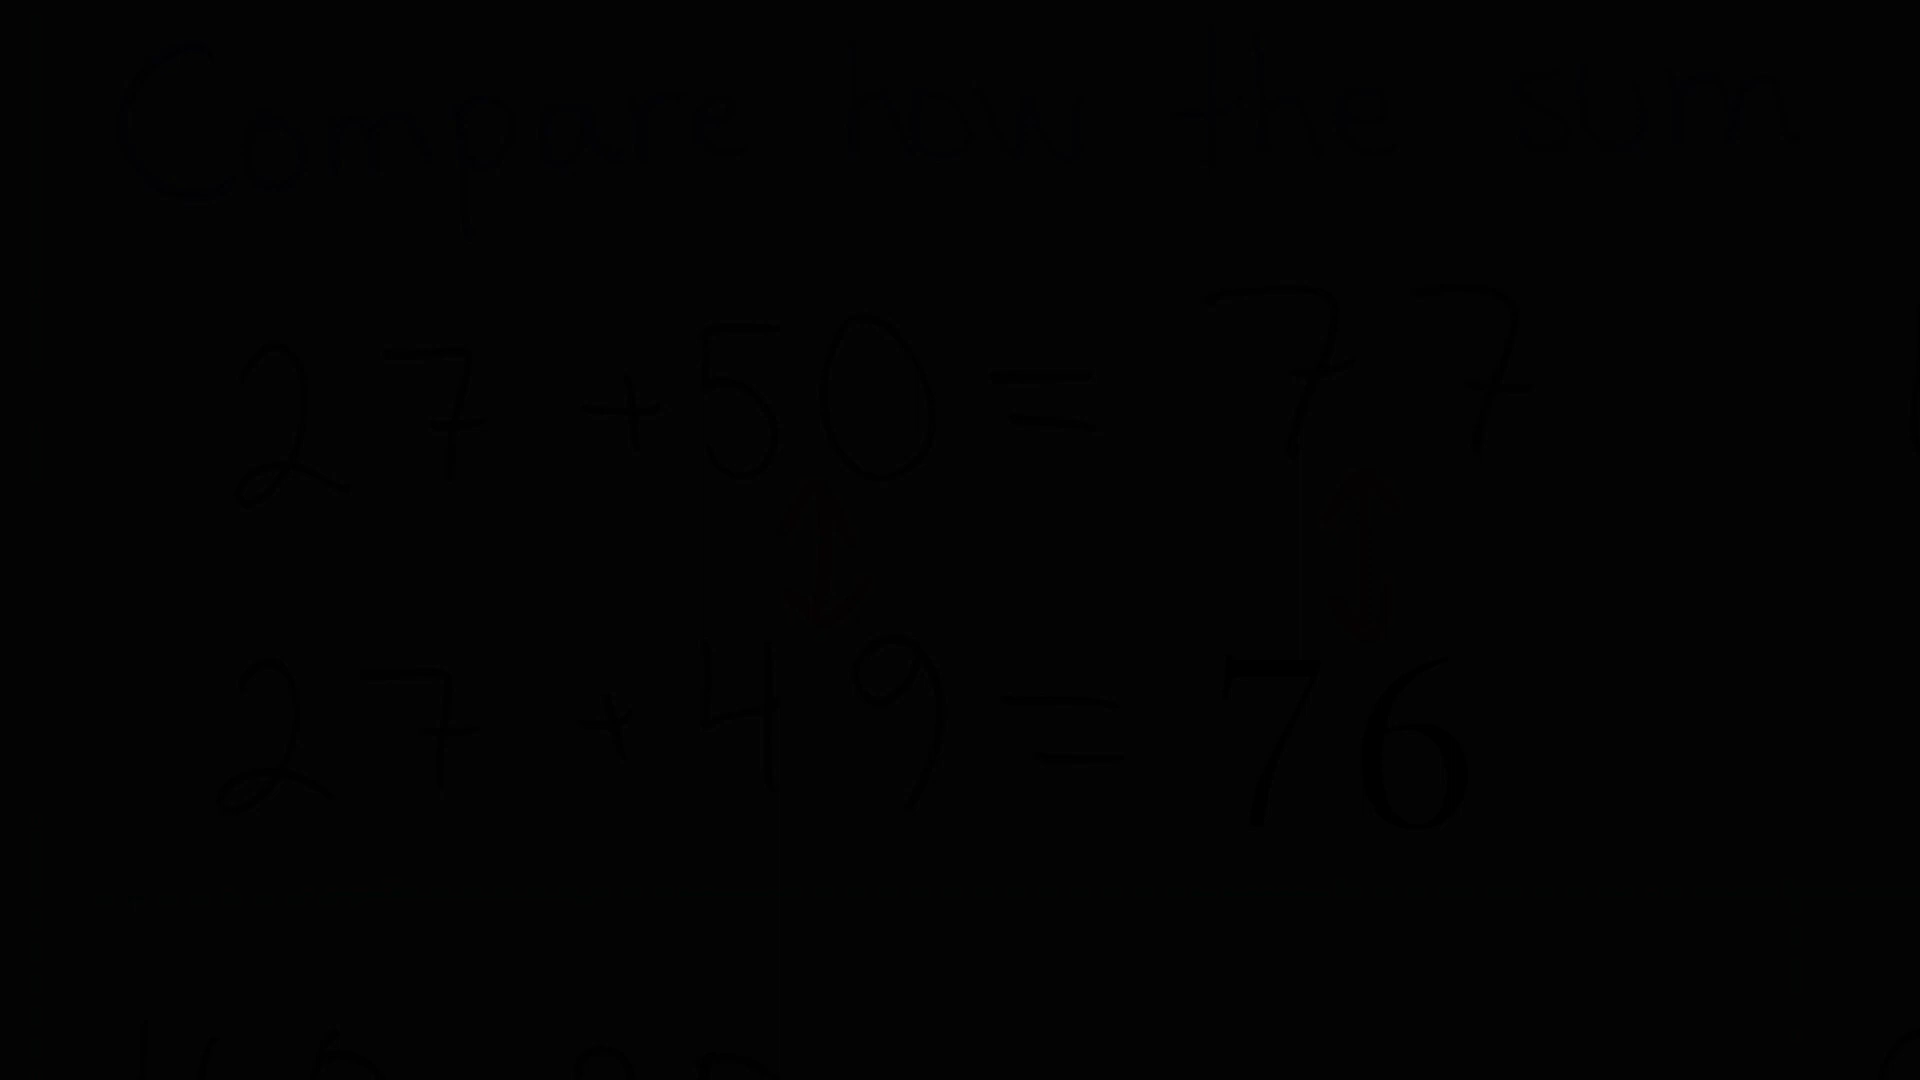 Compare how the sum
27 + 50 = 77
27 + 49 = 76